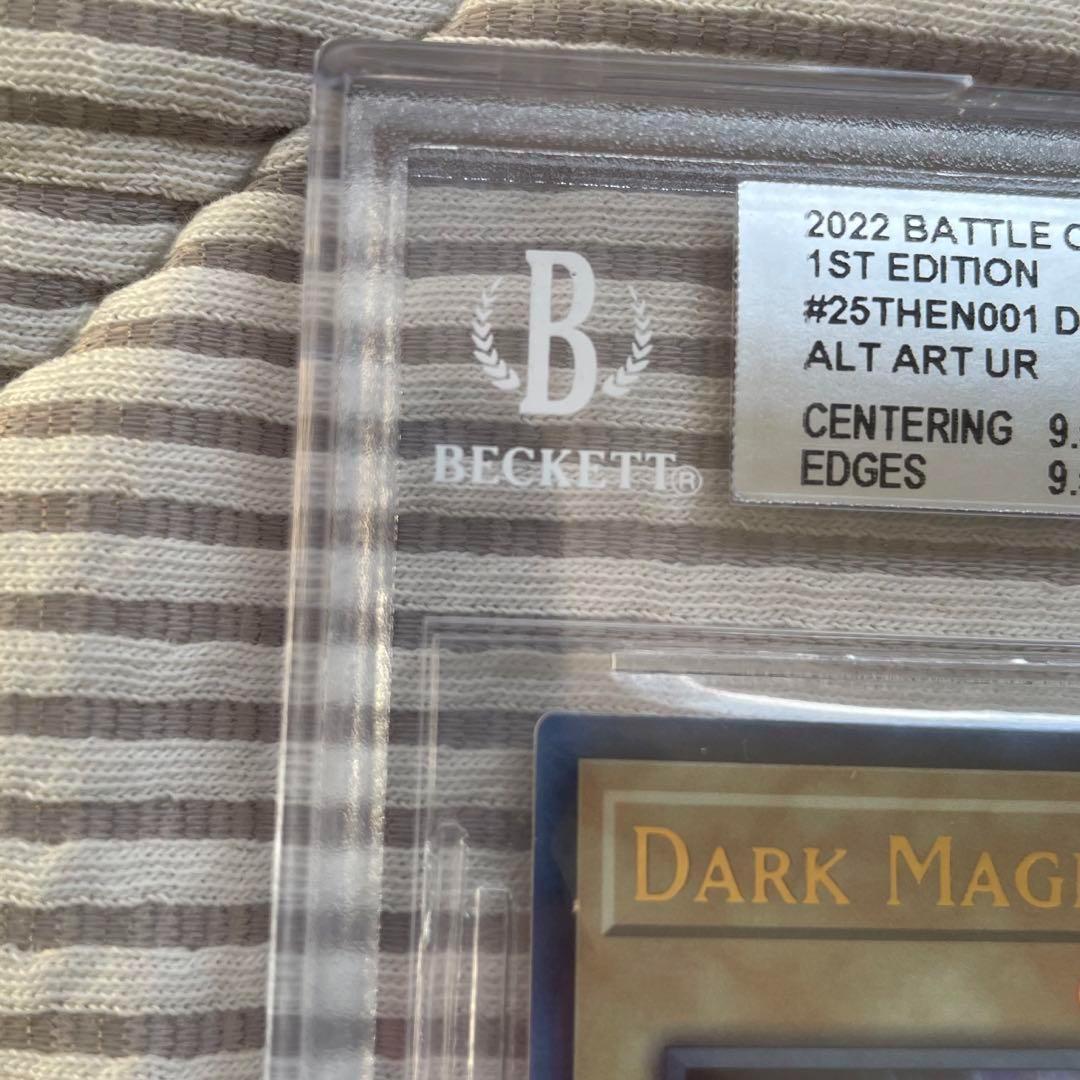 B
BECKETT®
2022 BATTLE
1ST EDITION
#25THEN001 D
ALT ART UR
CENTERING 9.
EDGES 9.
DARK MAG